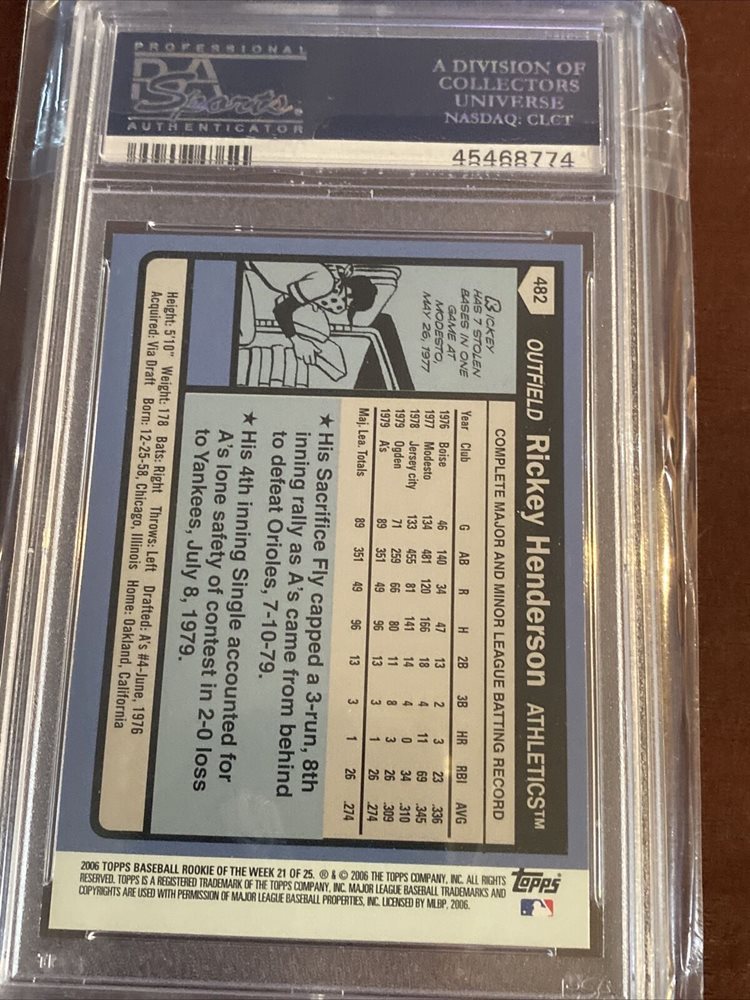 PROFESSIONAL
PSA
Sports
AUTHENTICATOR
A DIVISION OF
COLLECTORS
UNIVERSE
NASDAQ: CLCT
45468774
482 OUTFIELD Rickey Henderson ATHLETICS™
RICKEY
HAS 7 STOLEN
BASES IN ONE
GAME AT
MODESTO,
MAY 26, 1977
COMPLETE MAJOR AND MINOR LEAGUE BATTING RECORD
Year Club G AB R H 2B 3B HR RBI AVG
1976 Boise 46 140 34 47 13 2 3 23 .336
1977 Modesto 134 481 120 166 18 4 11 69 .345
1978 Jersey city 133 455 81 141 14 4 0 34 .310
1979 Ogden 71 259 66 80 11 8 3 26 .309
1979 A's 89 351 49 96 13 3 1 26 .274
Maj. Lea. Totals 89 351 49 96 13 3 1 26 .274
★ His Sacrifice Fly capped a 3-run, 8th
inning rally as A's came from behind
to defeat Orioles, 7-10-79.
★ His 4th inning Single accounted for
A's lone safety of contest in 2-0 loss
to Yankees, July 8, 1979.
Height: 5'10" Weight: 178 Bats: Right Throws: Left Drafted: A's #4-June, 1976
Acquired: Via Draft Born: 12-25-58, Chicago, Illinois Home: Oakland, California
2006 TOPPS BASEBALL ROOKIE OF THE WEEK 21 OF 25. ® & © 2006 THE TOPPS COMPANY, INC. ALL RIGHTS
RESERVED. TOPPS IS A REGISTERED TRADEMARK OF THE TOPPS COMPANY, INC. MAJOR LEAGUE BASEBALL TRADEMARKS AND
COPYRIGHTS ARE USED WITH PERMISSION OF MAJOR LEAGUE BASEBALL PROPERTIES, INC. LICENSED BY MLBP, 2006.
topps